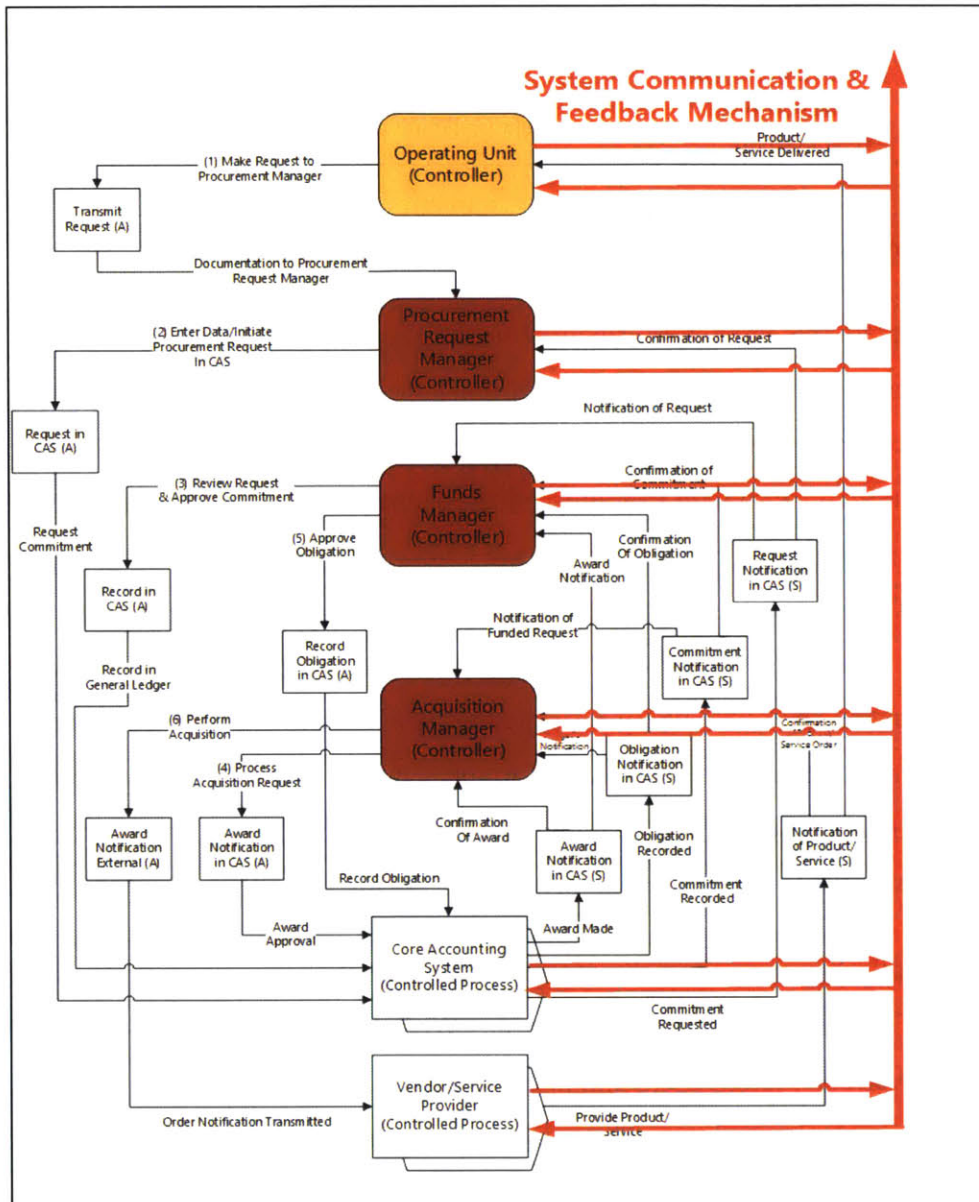 System Communication &
Feedback Mechanism
Product/
Service Delivered
Operating Unit
(Controller)
(1) Make Request to
Procurement Manager
Transmit
Request (A)
Documentation to Procurement
Request Manager
Procurement
Request
Manager
(Controller)
(2) Enter Data/Initiate
Procurement Request
In CAS
Confirmation of Request
Request in
CAS (A)
Notification of Request
(3) Review Request
& Approve Commitment
Funds
Manager
(Controller)
Confirmation of
Commitment
Request
Commitment
(5) Approve
Obligation
Confirmation
Of Obligation
Award
Notification
Request
Notification
in CAS (S)
Record in
CAS (A)
Notification of
Funded Request
Record
Obligation
in CAS (A)
Commitment
Notification
in CAS (S)
Record in
General Ledger
Acquisition
Manager
(Controller)
(6) Perform
Acquisition
Confirmation
Service Order
Notification
Obligation
Notification
in CAS (S)
(4) Process
Acquisition Request
Confirmation
Of Award
Award
Notification
External (A)
Award
Notification
in CAS (A)
Award
Notification
in CAS (S)
Obligation
Recorded
Notification
of Product/
Service (S)
Record Obligation
Commitment
Recorded
Award
Approval
Award Made
Core Accounting
System
(Controlled Process)
Commitment
Requested
Vendor/Service
Provider
(Controlled Process)
Order Notification Transmitted
Provide Product/
Service